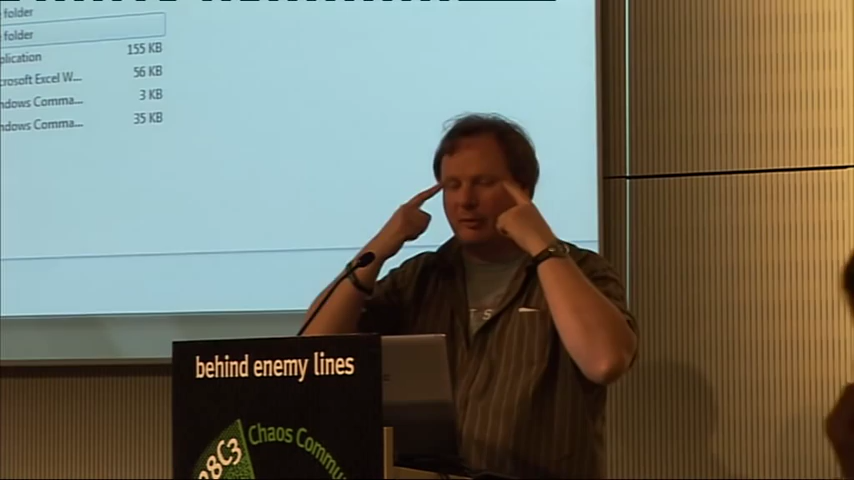 folder
folder
plication 155 KB
crosoft Excel W... 56 KB
ndows Comma... 3 KB
ndows Comma... 35 KB
behind enemy lines
28C3
Chaos Commu